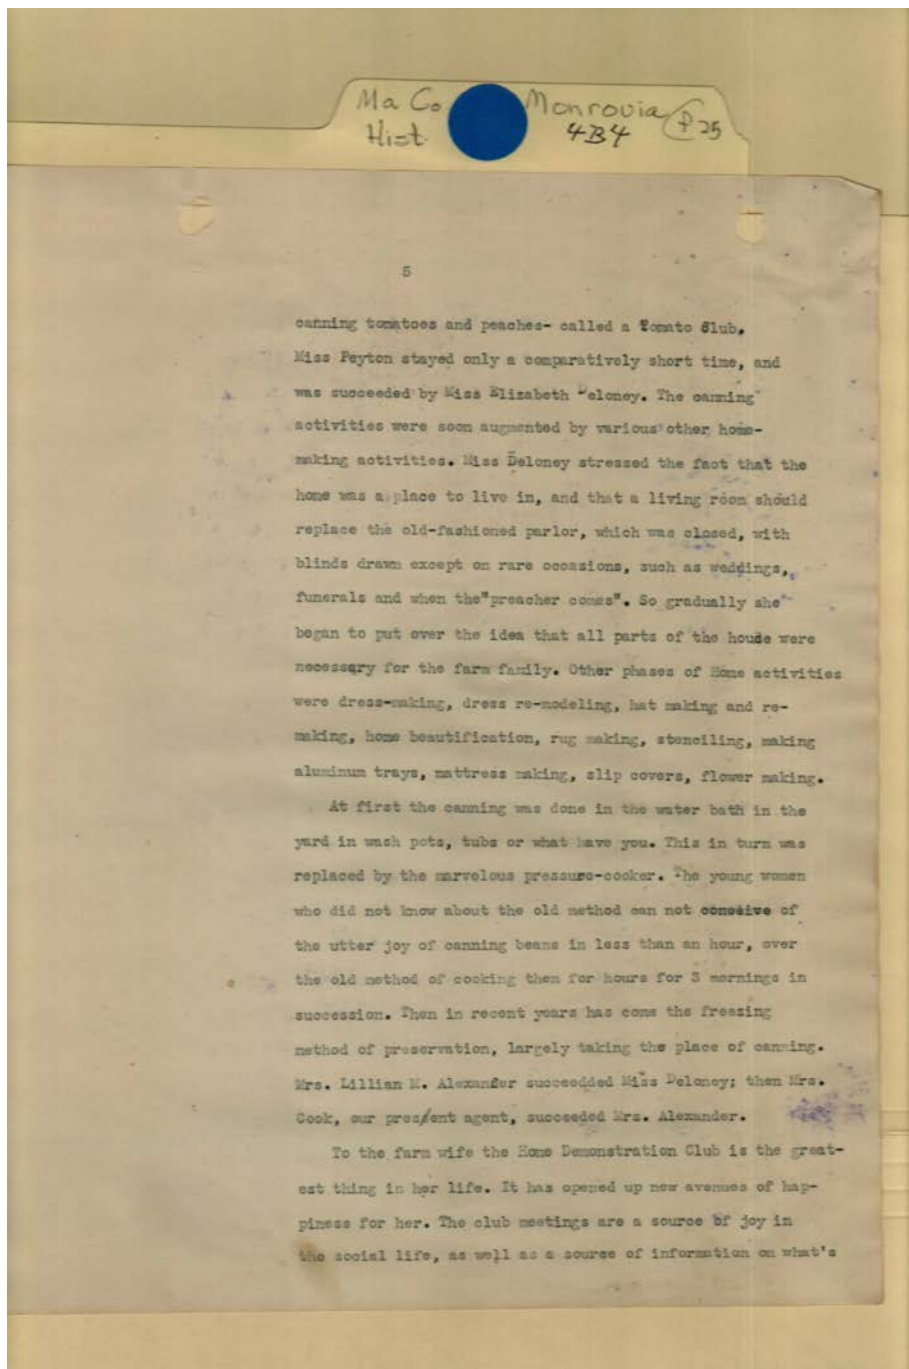 Ma Co Monrovia P 25
Hist. 4B4
5
canning tomatoes and peaches- called a Tomato Club.
Miss Peyton stayed only a comparatively short time, and
was succeeded by Miss Elizabeth Deloney. The canning
activities were soon augmented by various other home-
making activities. Miss Deloney stressed the fact that the
home was a place to live in, and that a living room should
replace the old-fashioned parlor, which was closed, with
blinds drawn except on rare occasions, such as weddings,
funerals and when the"preacher comes". So gradually she
began to put over the idea that all parts of the house were
necessary for the farm family. Other phases of Home activities
were dress-making, dress re-modeling, hat making and re-
making, home beautification, rug making, stenciling, making
aluminum trays, mattress making, slip covers, flower making.
At first the canning was done in the water bath in the
yard in wash pots, tubs or what have you. This in turn was
replaced by the marvelous pressure-cooker. The young women
who did not know about the old method can not conceive of
the utter joy of canning beans in less than an hour, over
the old method of cooking them for hours for 3 mornings in
succession. Then in recent years has come the freezing
method of preservation, largely taking the place of canning.
Mrs. Lillian M. Alexander succeedded Miss Deloney; then Mrs.
Cook, our present agent, succeeded Mrs. Alexander.
To the farm wife the Home Demonstration Club is the great-
est thing in her life. It has opened up new avenues of hap-
piness for her. The club meetings are a source of joy in
the social life, as well as a source of information on what's